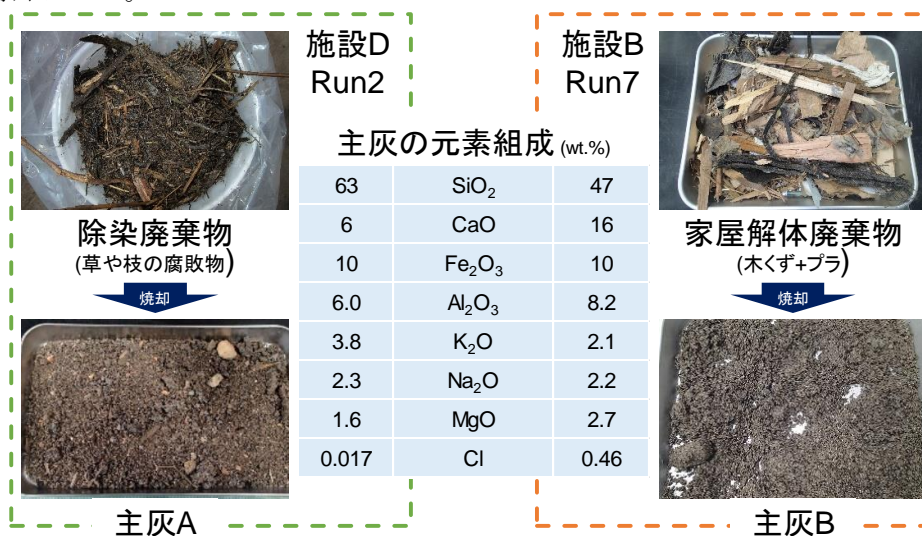 施設D
Run2
施設B
Run7
主灰の元素組成 (wt.%)
63 SiO₂ 47
6 CaO 16
10 Fe₂O₃ 10
6.0 Al₂O₃ 8.2
3.8 K₂O 2.1
2.3 Na₂O 2.2
1.6 MgO 2.7
0.017 Cl 0.46
除染廃棄物
(草や枝の腐敗物)
焼却
主灰A
家屋解体廃棄物
(木くず+プラ)
焼却
主灰B